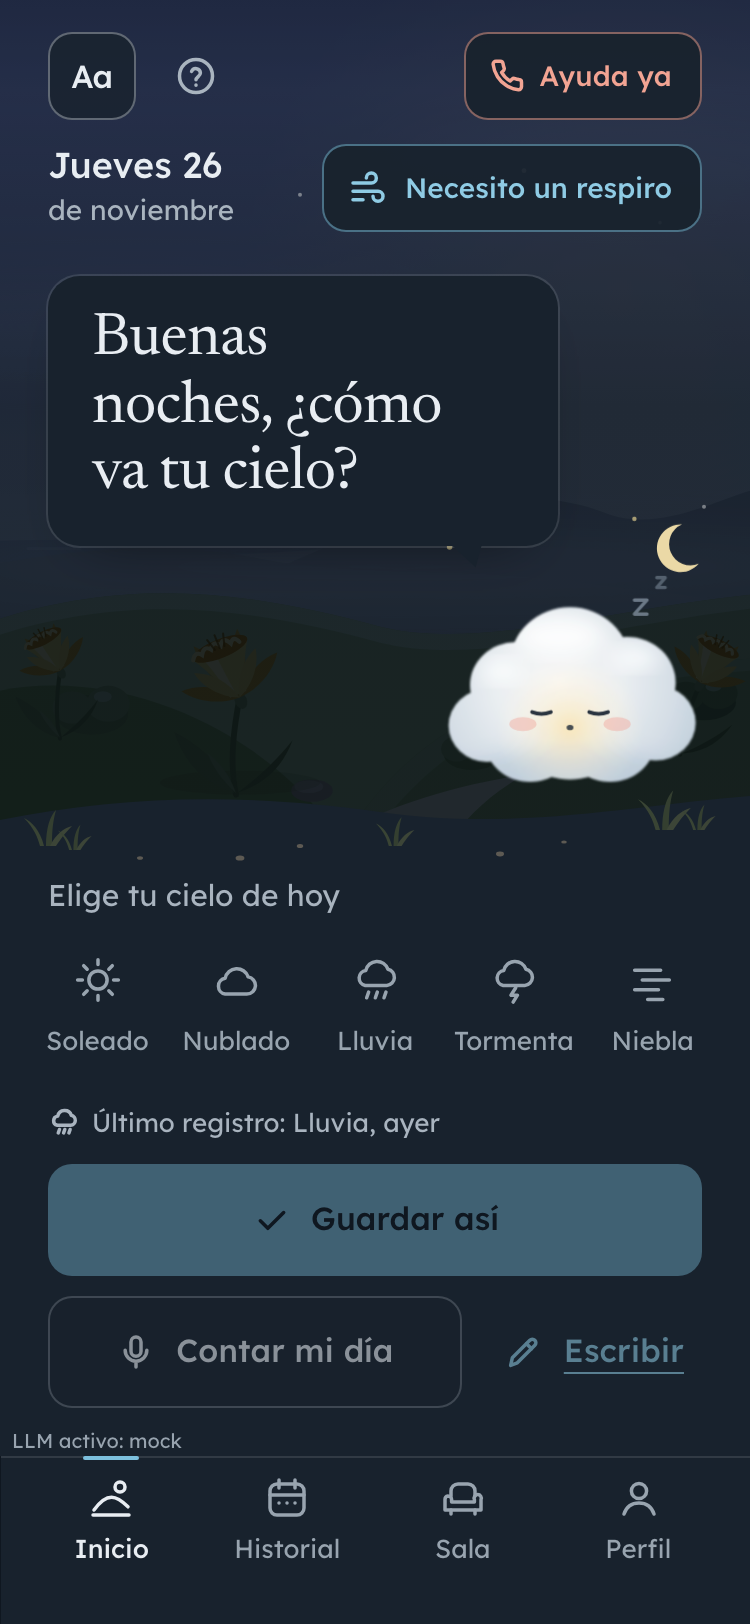 Aa
Ayuda ya
Jueves 26
de noviembre
Necesito un respiro
Buenas
noches, ¿cómo
va tu cielo?
z
z
Elige tu cielo de hoy
Soleado
Nublado
Lluvia
Tormenta
Niebla
Último registro: Lluvia, ayer
Guardar así
Contar mi día
Escribir
LLM activo: mock
Inicio
Historial
Sala
Perfil